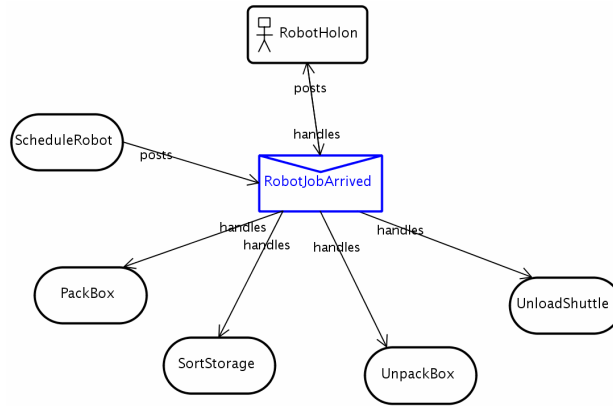 RobotHolon
posts
handles
ScheduleRobot
posts
RobotJobArrived
handles
handles
handles
handles
PackBox
UnloadShuttle
SortStorage
UnpackBox